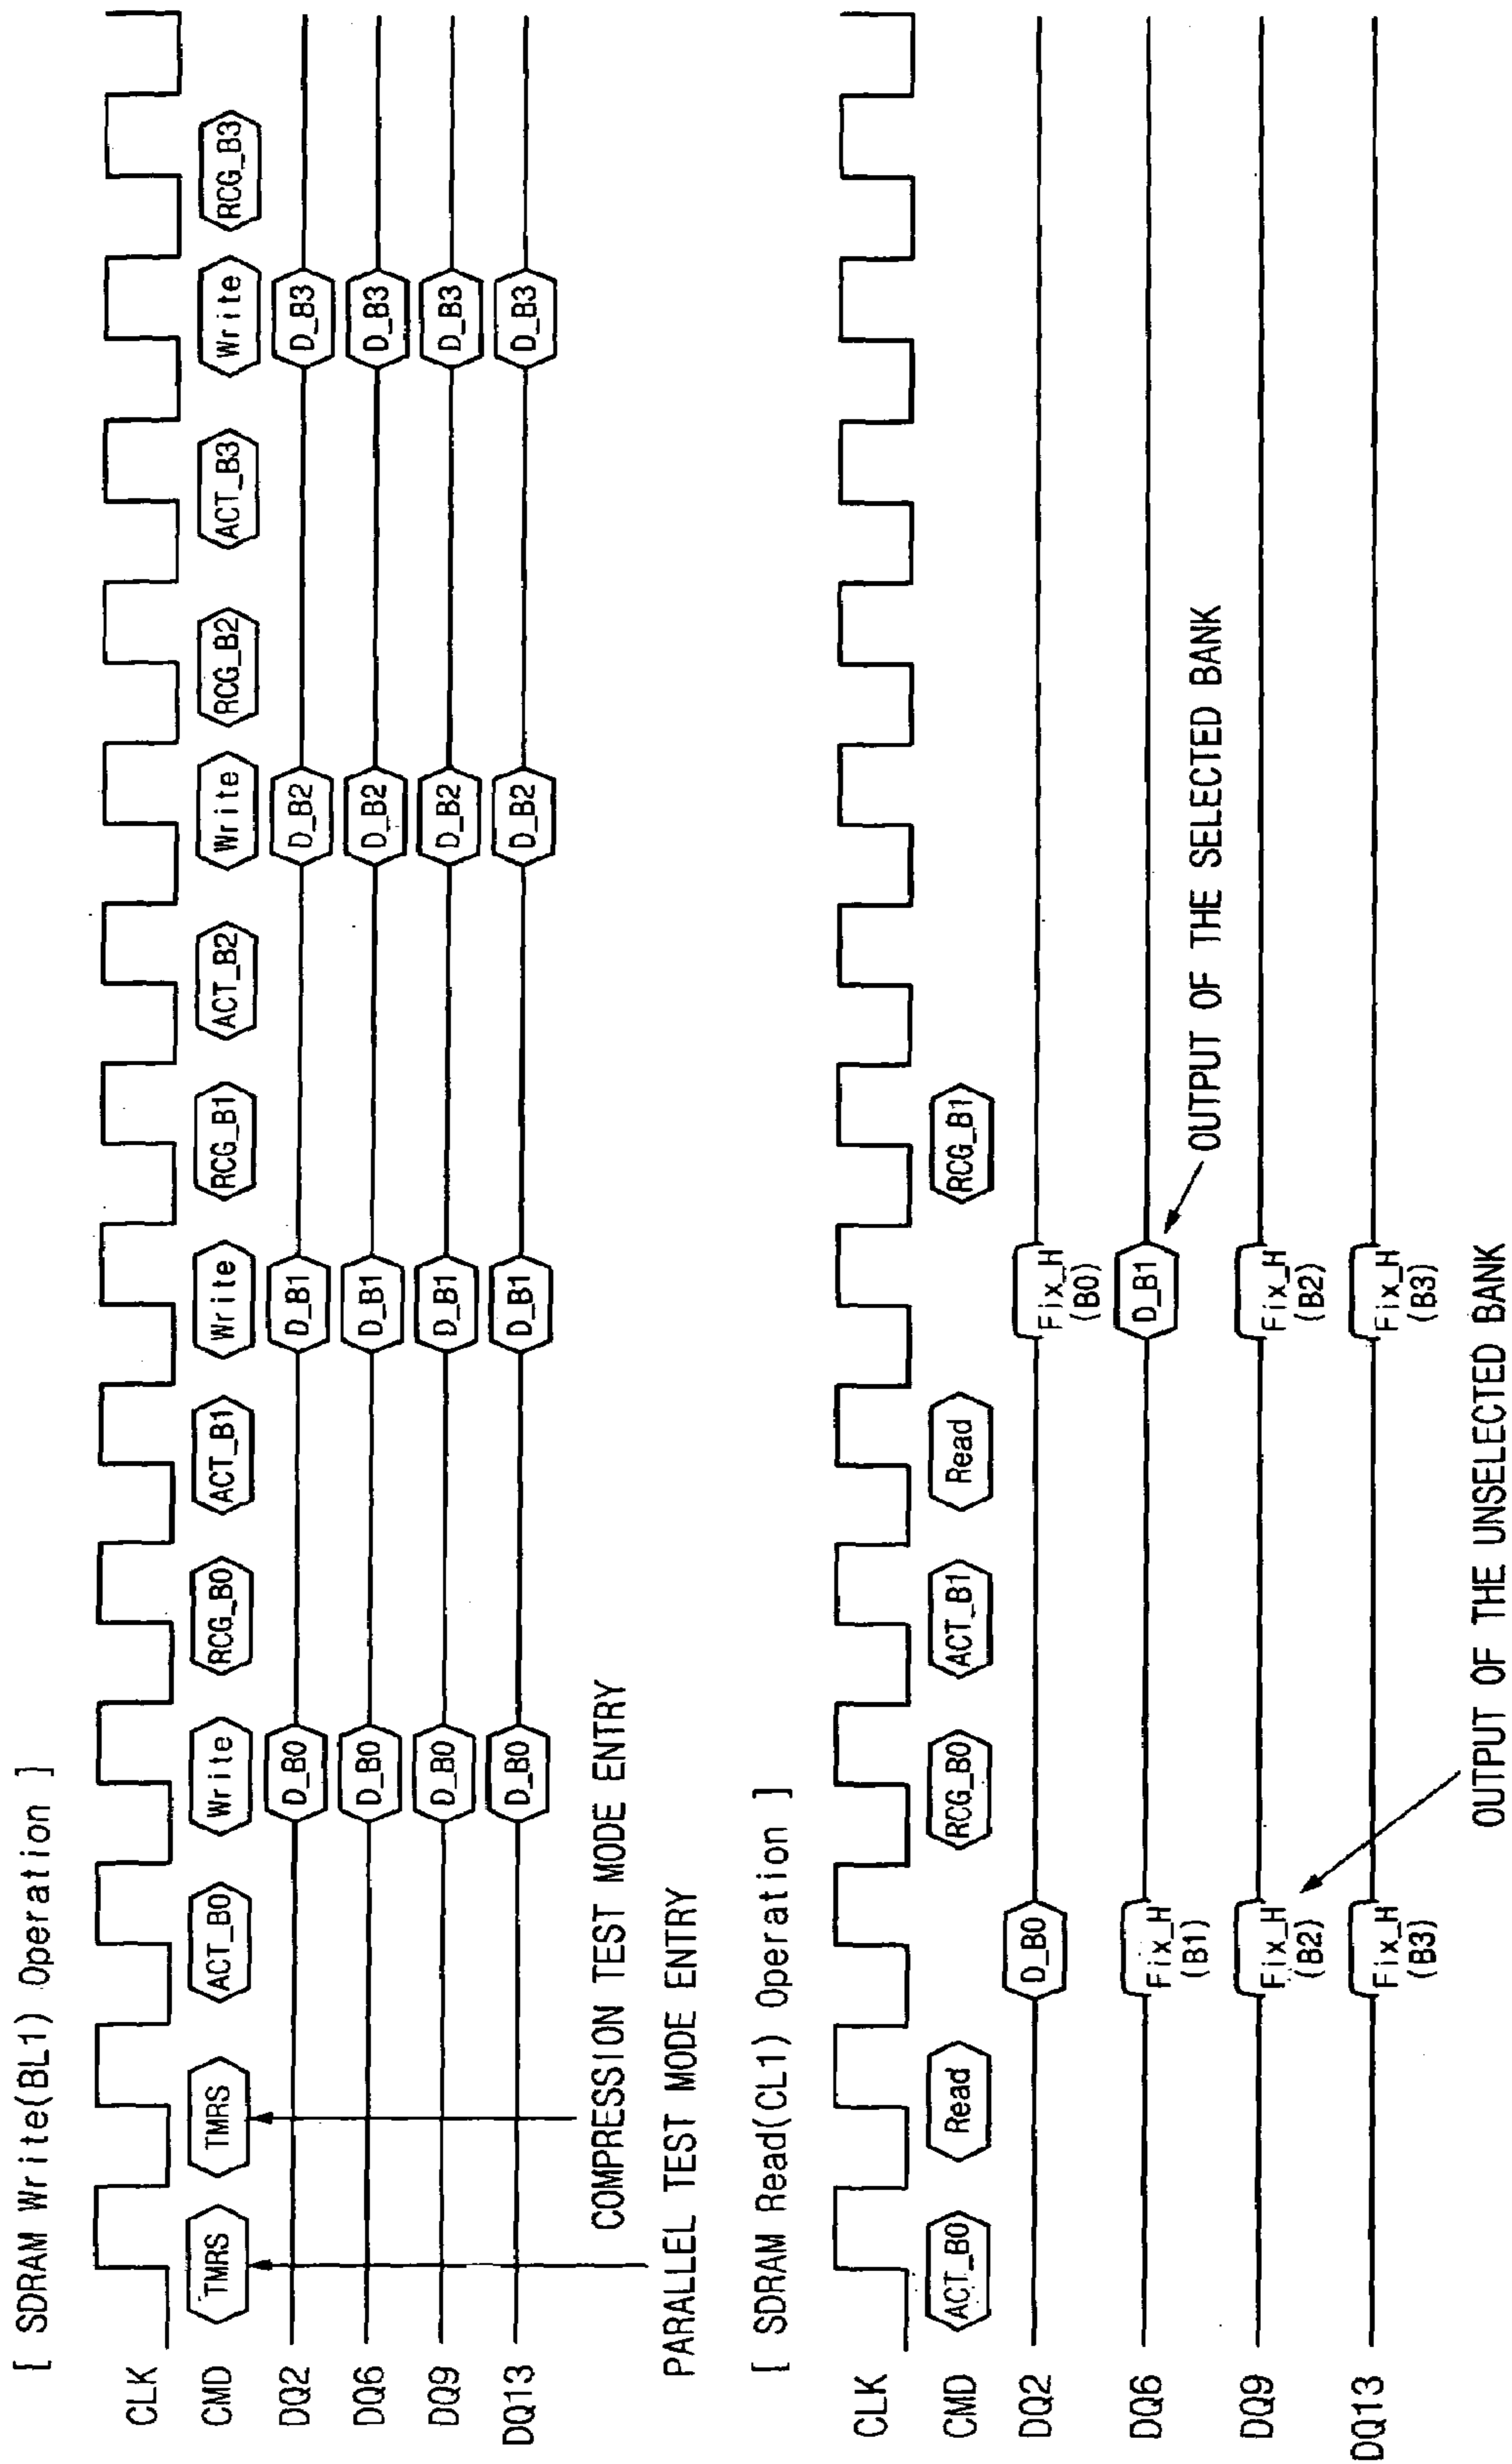 [ SDRAM Write(BL1) Operation ]
CLK
CMD TMRS TMRS ACT_B0 Write RCG_B0 ACT_B1 Write RCG_B1 ACT_B2 Write RCG_B2 ACT_B3 Write RCG_B3
DQ2 D_B0 D_B1 D_B2 D_B3
DQ6 D_B0 D_B1 D_B2 D_B3
DQ9 D_B0 D_B1 D_B2 D_B3
DQ13 D_B0 D_B1 D_B2 D_B3
COMPRESSION TEST MODE ENTRY
PARALLEL TEST MODE ENTRY
[ SDRAM Read(CL1) Operation ]
CLK
CMD ACT_B0 Read RCG_B0 ACT_B1 Read RCG_B1
DQ2 D_B0 Fix_H
(B0)
DQ6 Fix_H D_B1
(B1)
OUTPUT OF THE SELECTED BANK
DQ9 Fix_H Fix_H
(B2) (B2)
DQ13 Fix_H Fix_H
(B3) (B3)
OUTPUT OF THE UNSELECTED BANK